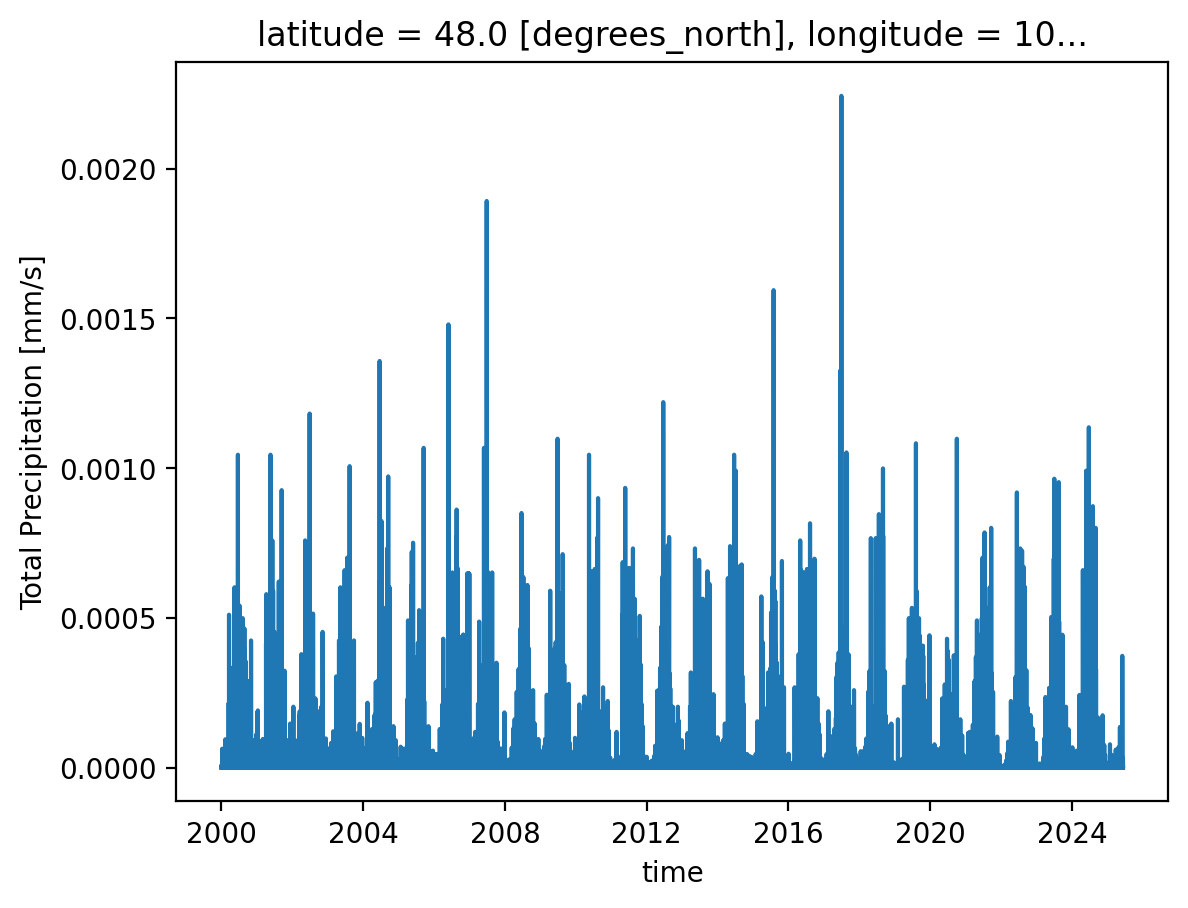 latitude = 48.0 [degrees_north], longitude = 10...
0.0020
0.0015
0.0010
0.0005
0.0000
Total Precipitation [mm/s]
2000 2004 2008 2012 2016 2020 2024
time